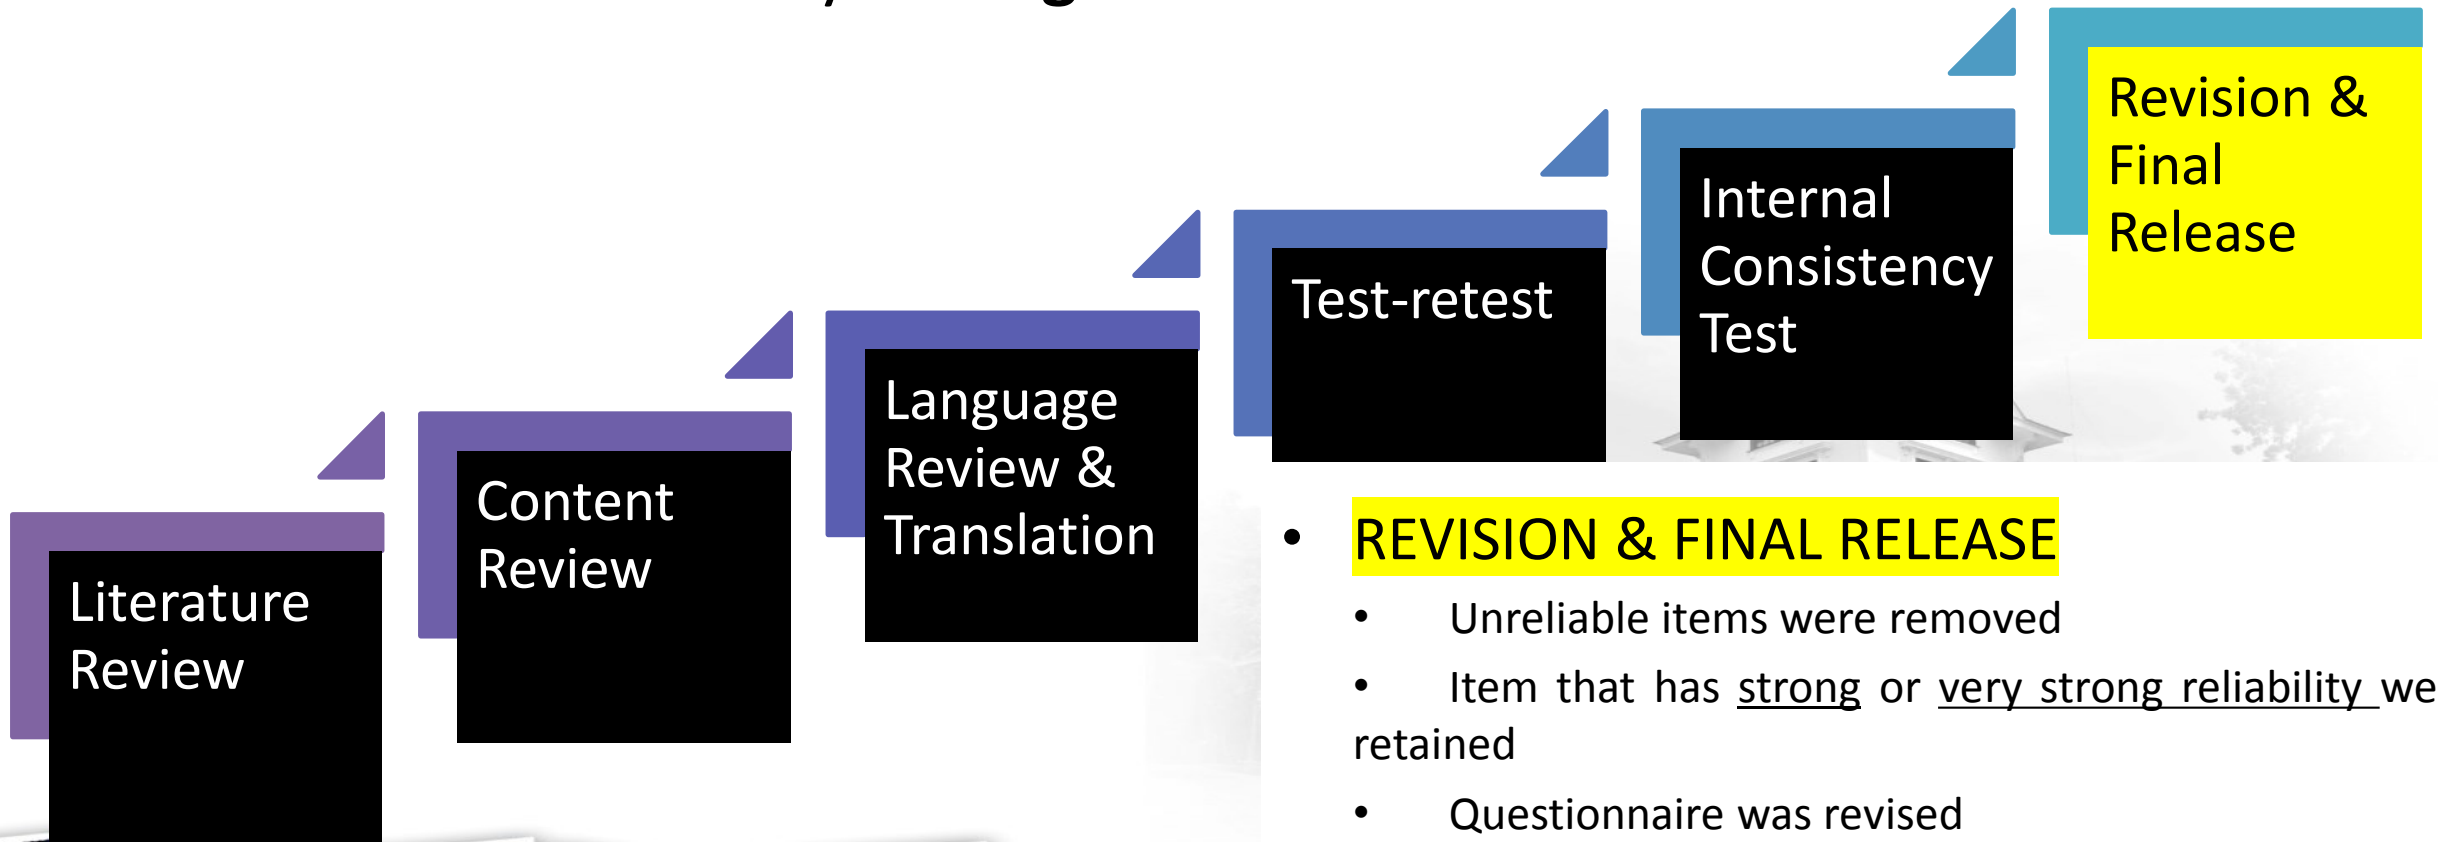 Literature
Review
Content
Review
Language
Review &
Translation
Test-retest
Internal
Consistency
Test
Revision &
Final
Release
• REVISION & FINAL RELEASE
• Unreliable items were removed
• Item that has strong or very strong reliability we
retained
• Questionnaire was revised